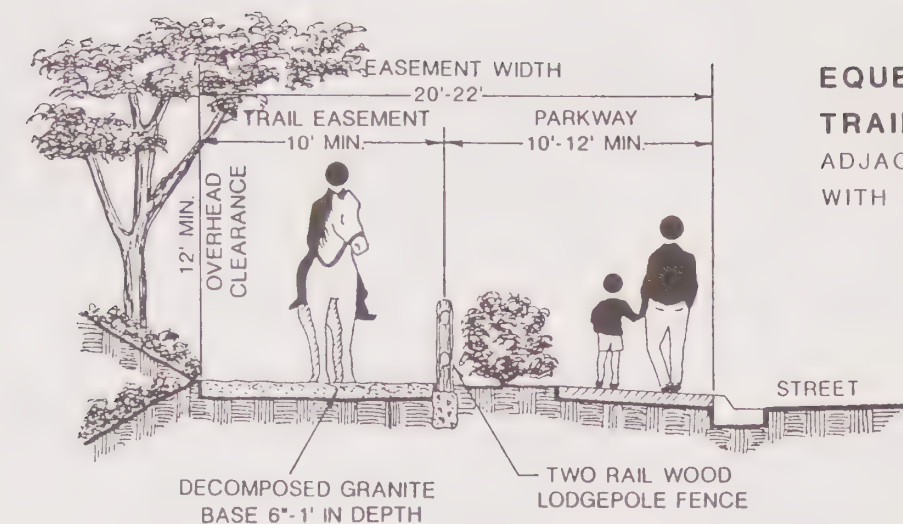 EASEMENT WIDTH
20'-22'
TRAIL EASEMENT
10' MIN.
PARKWAY
10'-12' MIN.
12' MIN.
OVERHEAD
CLEARANCE
STREET
DECOMPOSED GRANITE
BASE 6"-1' IN DEPTH
TWO RAIL WOOD
LODGEPOLE FENCE
WITH